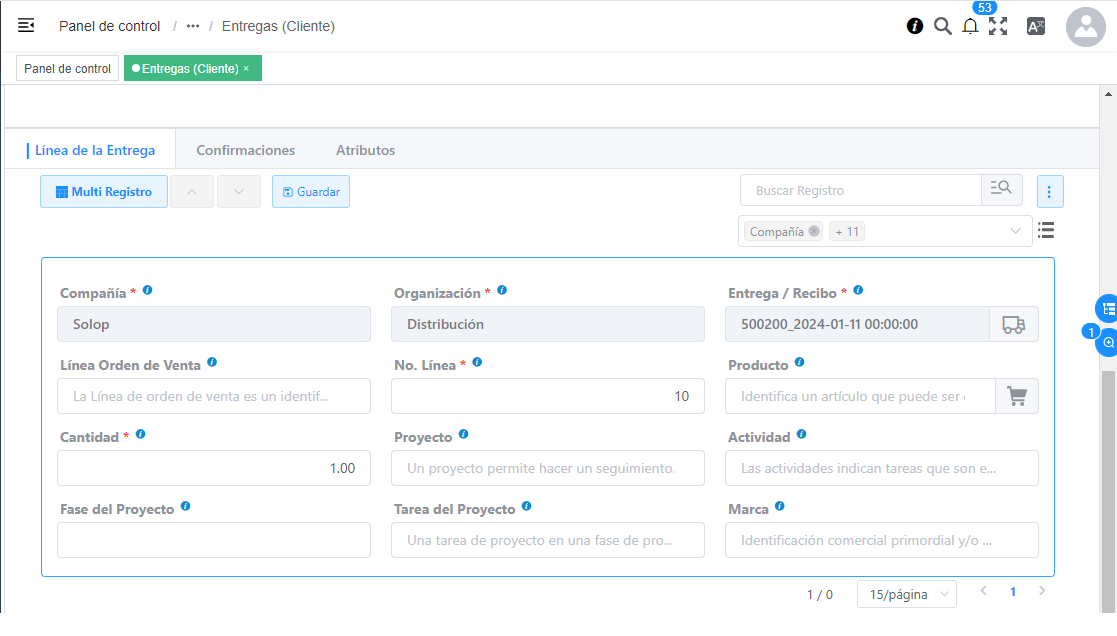 Panel de control / ••• / Entregas (Cliente)
53
Panel de control
Entregas (Cliente) ×
Línea de la Entrega
Confirmaciones
Atributos
Multi Registro
Guardar
Buscar Registro
Compañía
+ 11
Compañía *
Organización *
Entrega / Recibo *
Solop
Distribución
500200_2024-01-11 00:00:00
Línea Orden de Venta
No. Línea *
Producto
La Línea de orden de venta es un identif...
10
Identifica un artículo que puede ser
Cantidad *
Proyecto
Actividad
1.00
Un proyecto permite hacer un seguimiento.
Las actividades indican tareas que son e...
Fase del Proyecto
Tarea del Proyecto
Marca
Una tarea de proyecto en una fase de pro...
Identificación comercial primordial y/o ...
1
1 / 0
15/página
1